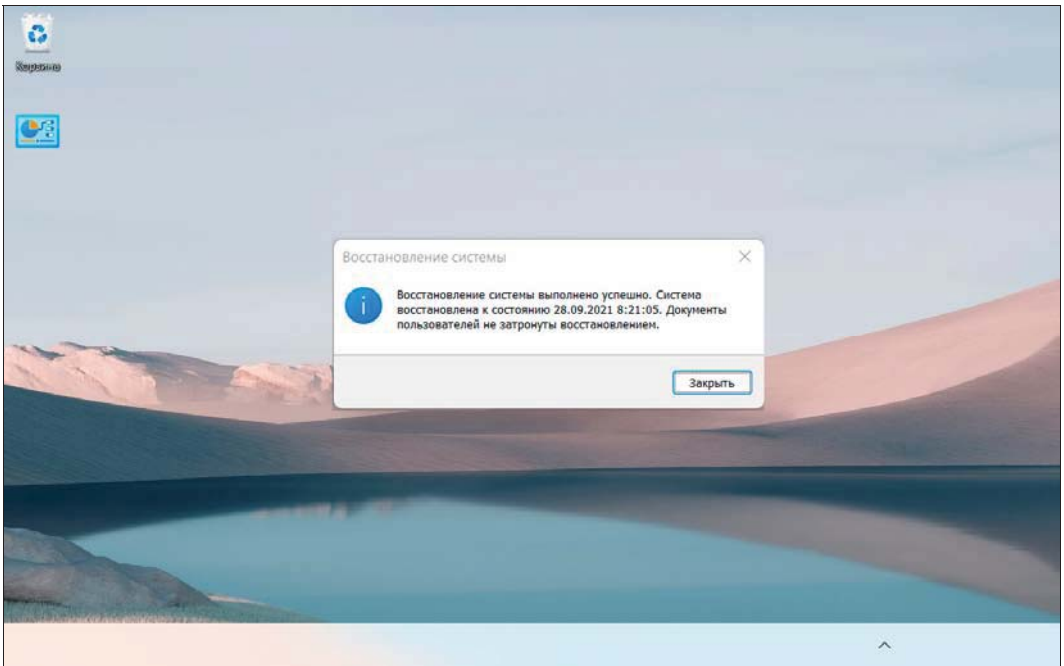 Корзина
Восстановление системы
Восстановление системы выполнено успешно. Система
восстановлена к состоянию 28.09.2021 8:21:05. Документы
пользователей не затронуты восстановлением.
Закрыть